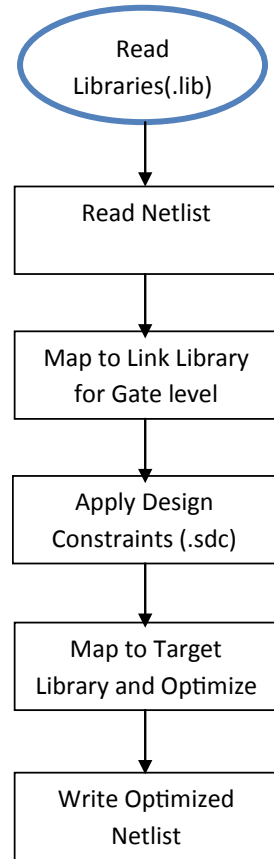 Read
Libraries(.lib)
Read Netlist
Map to Link Library
for Gate level
Apply Design
Constraints (.sdc)
Map to Target
Library and Optimize
Write Optimized
Netlist